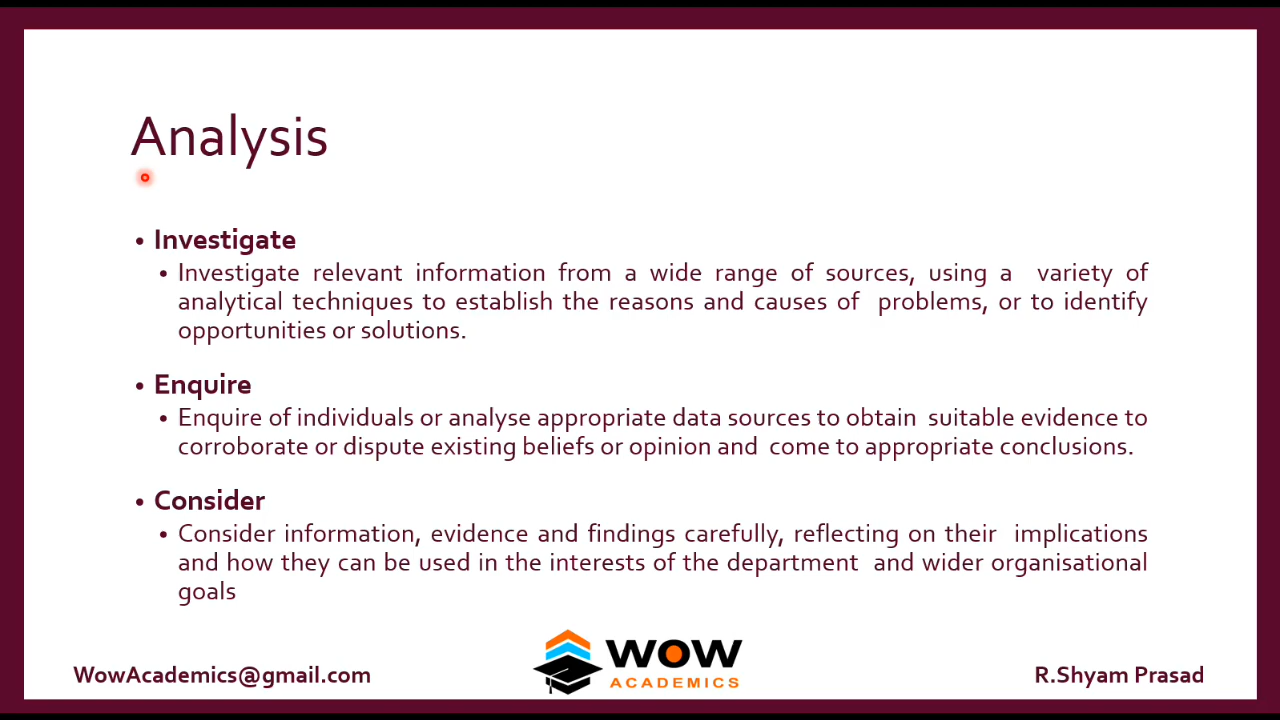 Analysis
• Investigate
• Investigate relevant information from a wide range of sources, using a variety of
analytical techniques to establish the reasons and causes of problems, or to identify
opportunities or solutions.
• Enquire
• Enquire of individuals or analyse appropriate data sources to obtain suitable evidence to
corroborate or dispute existing beliefs or opinion and come to appropriate conclusions.
• Consider
• Consider information, evidence and findings carefully, reflecting on their implications
and how they can be used in the interests of the department and wider organisational
goals
WowAcademics@gmail.com
WOW
ACADEMICS
R.Shyam Prasad